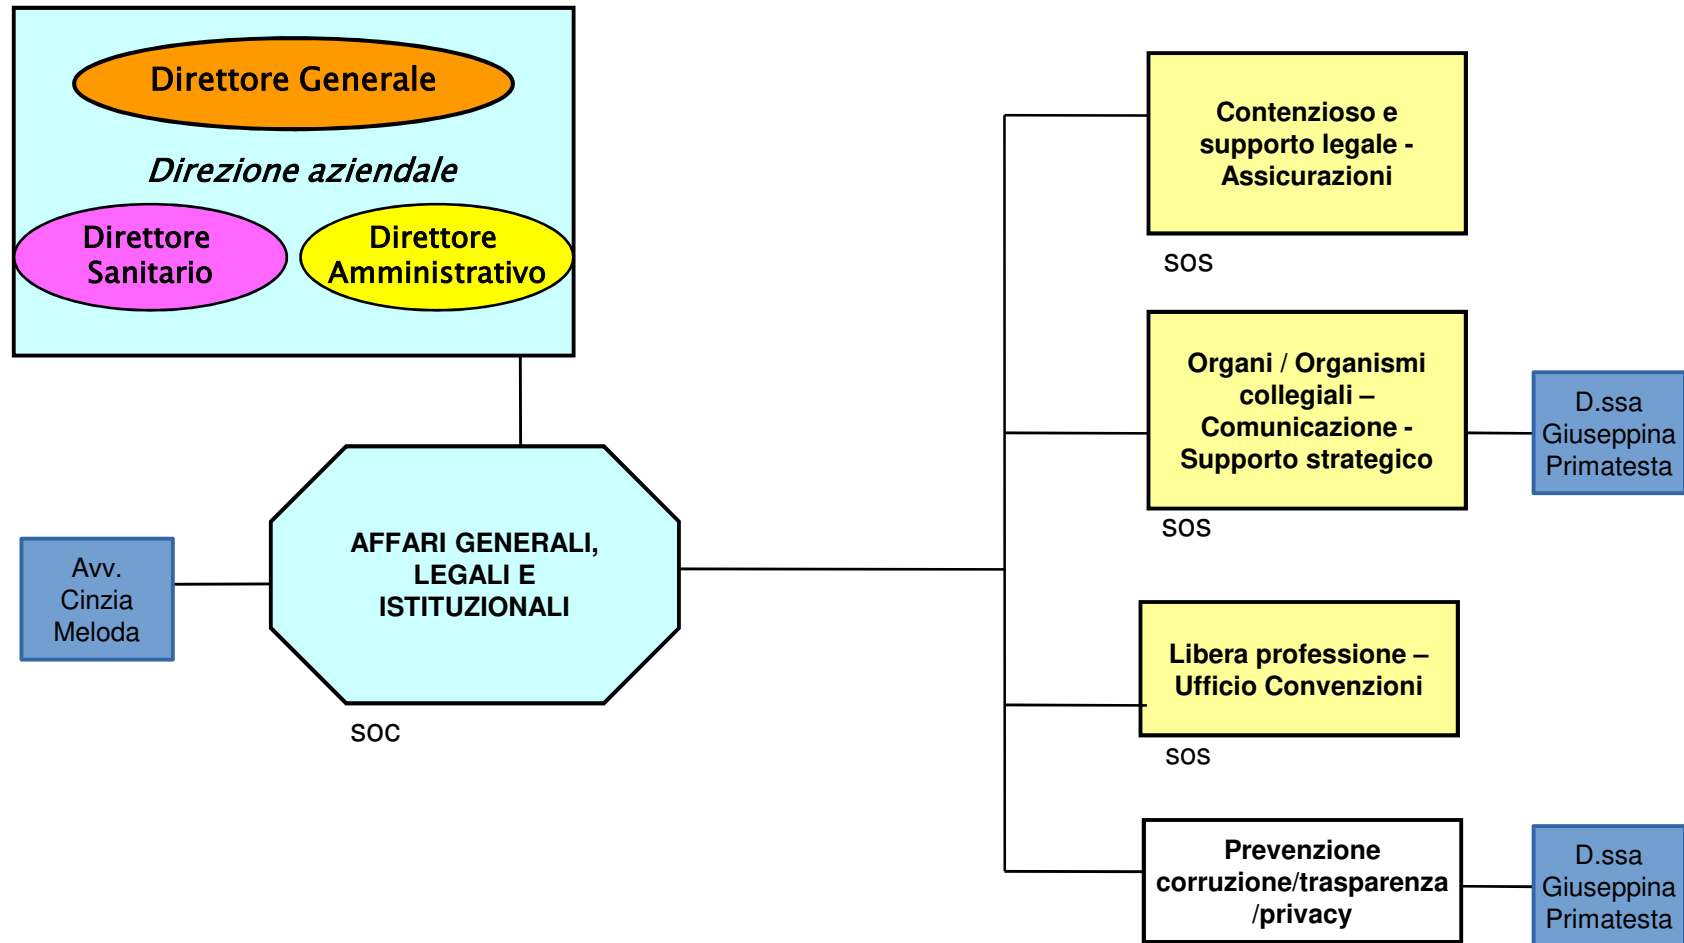 Direttore Generale
Direzione aziendale
Direttore
Sanitario
Direttore
Amministrativo
AFFARI GENERALI,
LEGALI E
ISTITUZIONALI
soc
Avv.
Cinzia
Meloda
Contenzioso e
supporto legale -
Assicurazioni
sos
Organi / Organismi
collegiali –
Comunicazione -
Supporto strategico
sos
D.ssa
Giuseppina
Primatesta
Libera professione –
Ufficio Convenzioni
sos
Prevenzione
corruzione/trasparenza
/privacy
D.ssa
Giuseppina
Primatesta